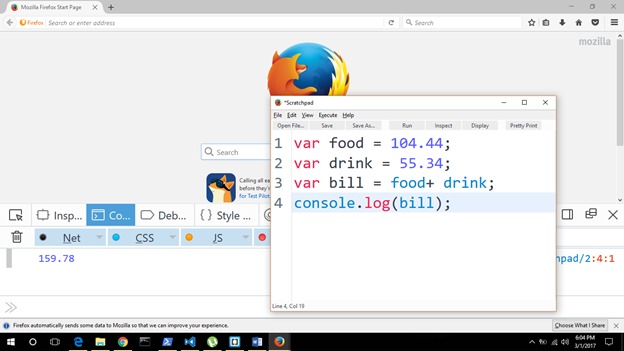 Mozilla Firefox Start Page
Firefox
Search or enter address
Search
mozilla
*Scratchpad
File Edit View Execute Help
Open File... Save Save As... Run Inspect Display Pretty Print
1 var food = 104.44;
2 var drink = 55.34;
3 var bill = food+ drink;
4 console.log(bill);
Line 4, Col 19
Search
Calling all ea
before they'r
for Test Pilot
Insp... Co... Deb... Style ...
Net CSS JS
159.78
npad/2:4:1
Firefox automatically sends some data to Mozilla so that we can improve your experience.
Choose What I Share
6:04 PM
3/1/2017